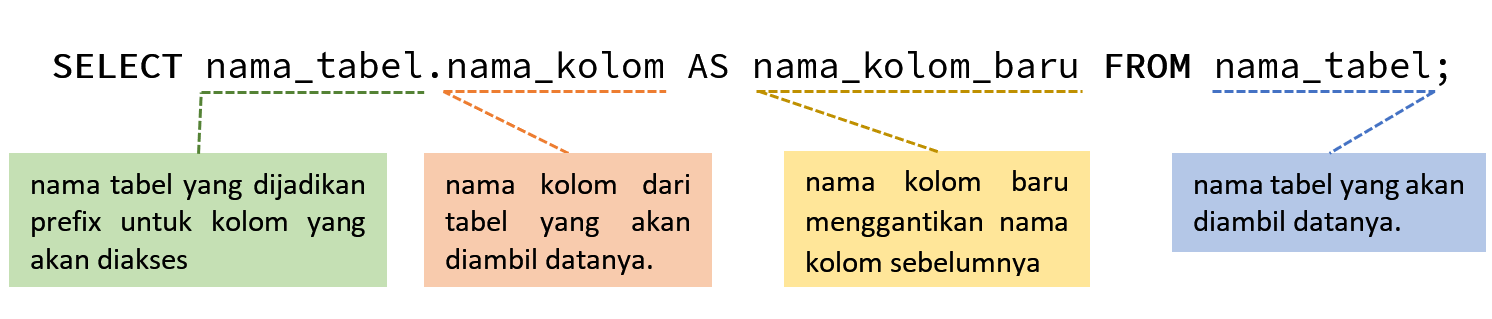 SELECT nama_tabel.nama_kolom AS nama_kolom_baru FROM nama_tabel;
nama tabel yang dijadikan
prefix untuk kolom yang
akan diakses
nama kolom dari
tabel yang akan
diambil datanya.
nama kolom baru
menggantikan nama
kolom sebelumnya
nama tabel yang akan
diambil datanya.